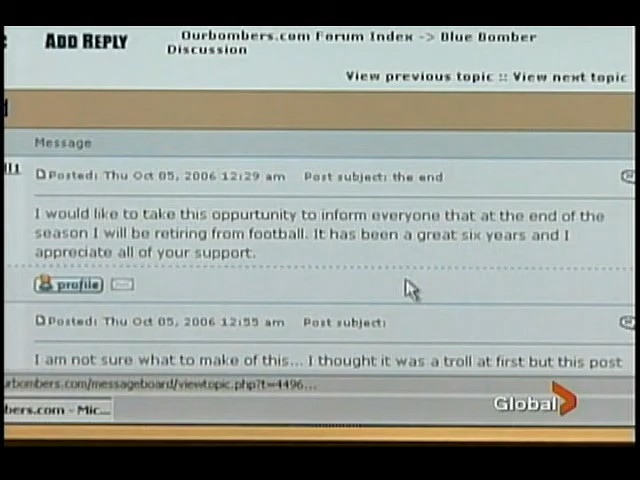 ADD REPLY
Ourbombers.com Forum Index -> Blue Bomber
Discussion
View previous topic :: View next topic
Message
Posted: Thu Oct 05, 2006 12:29 am Post subject: the end
I would like to take this oppurtunity to inform everyone that at the end of the
season I will be retiring from football. It has been a great six years and I
appreciate all of your support.
profile
Posted: Thu Oct 05, 2006 12:55 am Post subject:
I am not sure what to make of this... I thought it was a troll at first but this post
urbombers.com/messageboard/viewtopic.php?t=4496...
bers.com - Mic...
Global